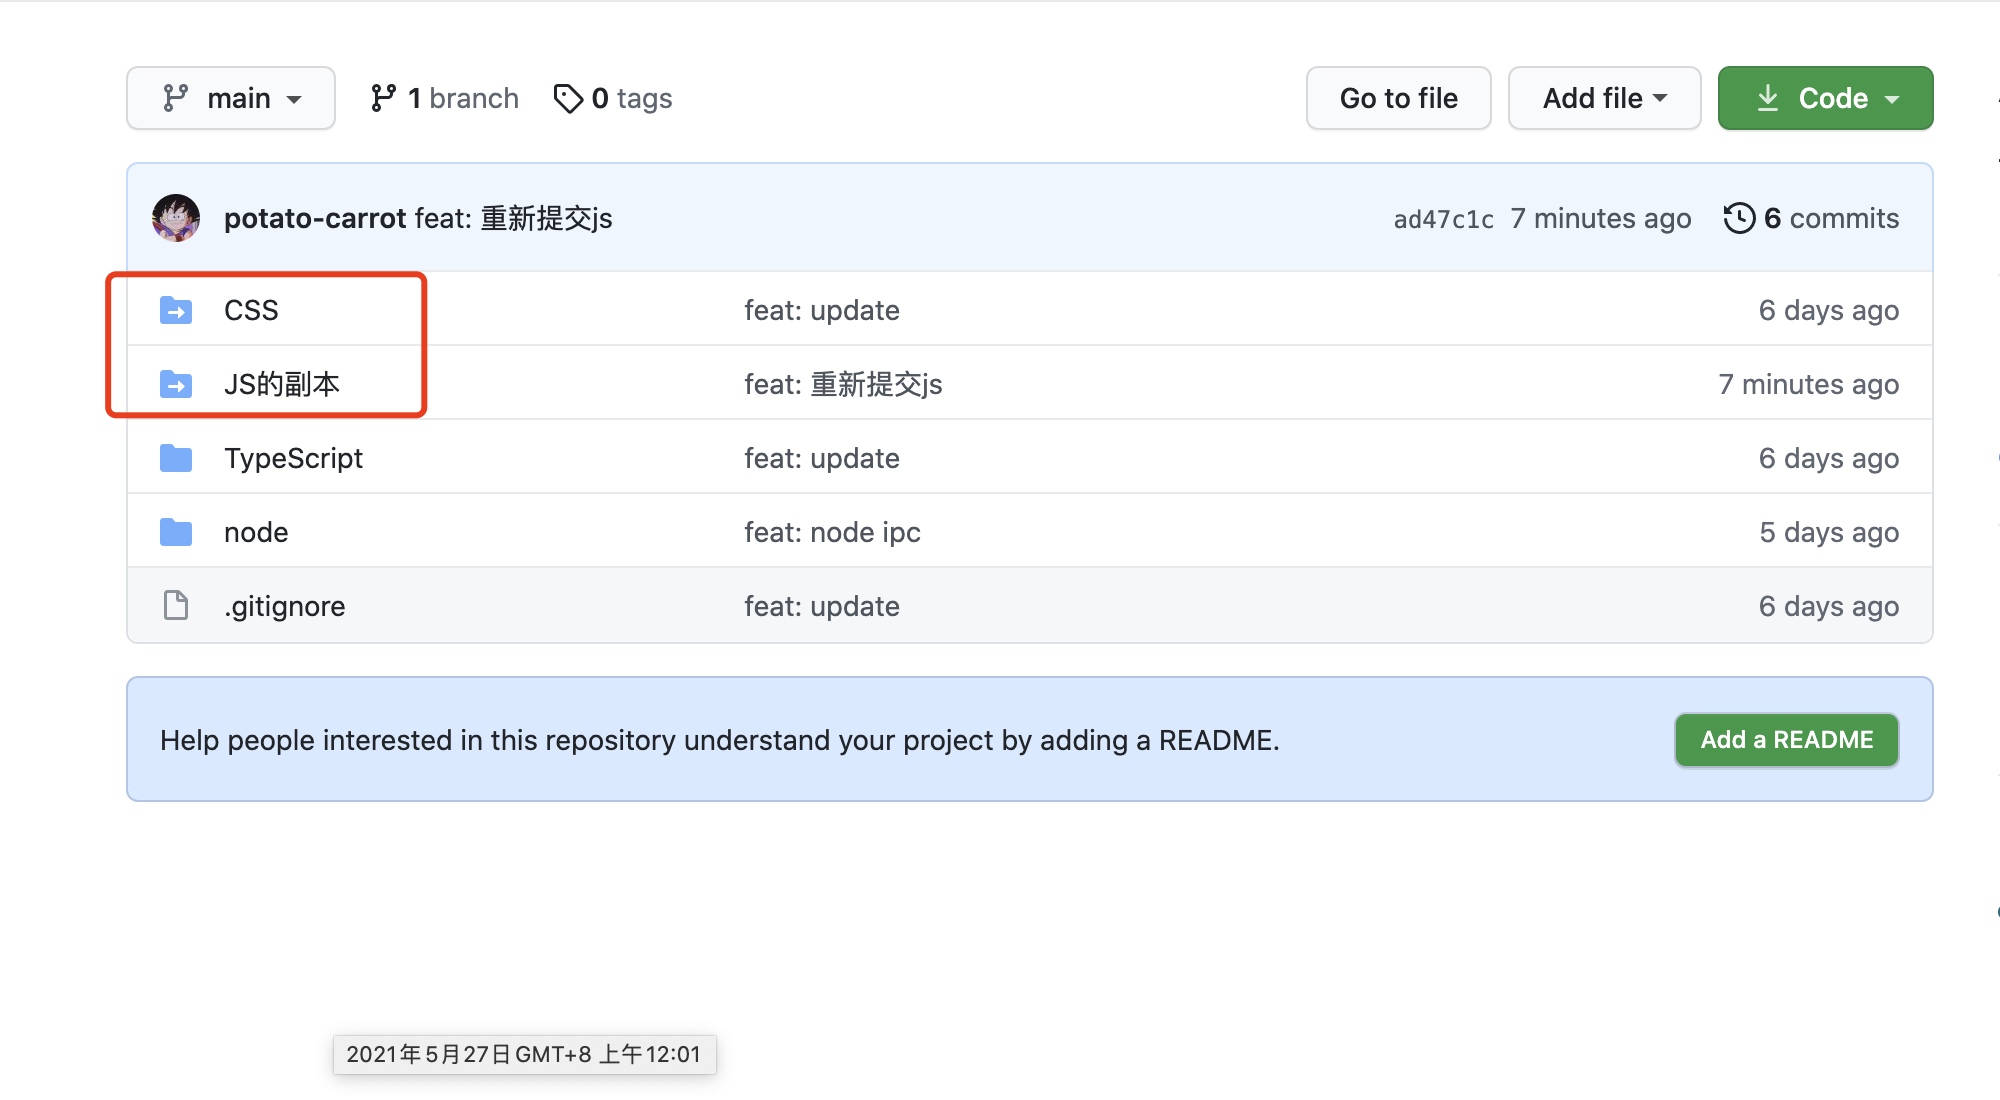 main 1 branch 0 tags Go to file Add file Code
potato-carrot feat: 重新提交js ad47c1c 7 minutes ago 6 commits
CSS feat: update 6 days ago
JS的副本 feat: 重新提交js 7 minutes ago
TypeScript feat: update 6 days ago
node feat: node ipc 5 days ago
.gitignore feat: update 6 days ago
Help people interested in this repository understand your project by adding a README. Add a README
2021年5月27日 GMT+8 上午12:01